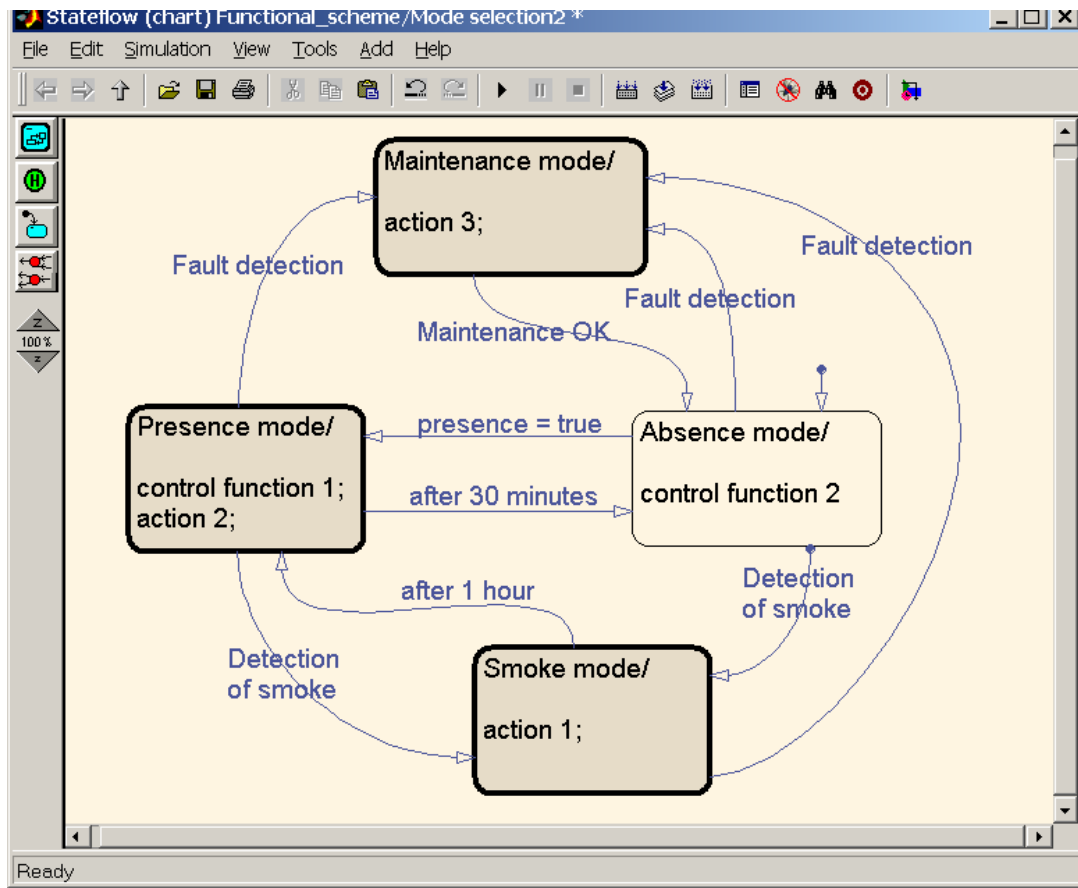 Stateflow (chart) Functional_scheme/Mode selection2 *
File Edit Simulation View Tools Add Help
Maintenance mode/
action 3;
Fault detection
Fault detection
Fault detection
Maintenance OK
Z
100 %
z
Presence mode/
control function 1;
action 2;
presence = true
after 30 minutes
Absence mode/
control function 2
after 1 hour
Detection
of smoke
Detection
of smoke
Smoke mode/
action 1;
H
Ready